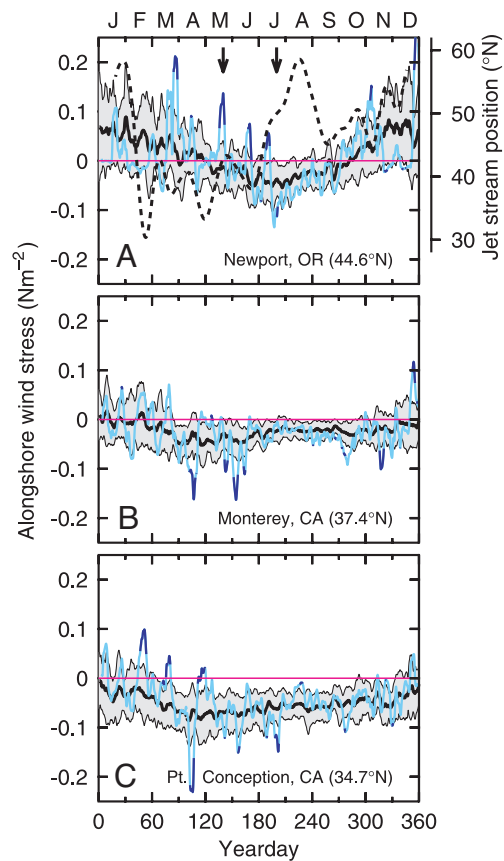 J F M A M J J A S O N D
0.2
0.1
0
-0.1
-0.2
60
50
40
30
A
Newport, OR (44.6°N)
Jet stream position (°N)
Alongshore wind stress (Nm−2)
0.2
0.1
0
-0.1
-0.2
B
Monterey, CA (37.4°N)
0.2
0.1
0
-0.1
-0.2
C
Pt. Conception, CA (34.7°N)
0 60 120 180 240 300 360
Yearday